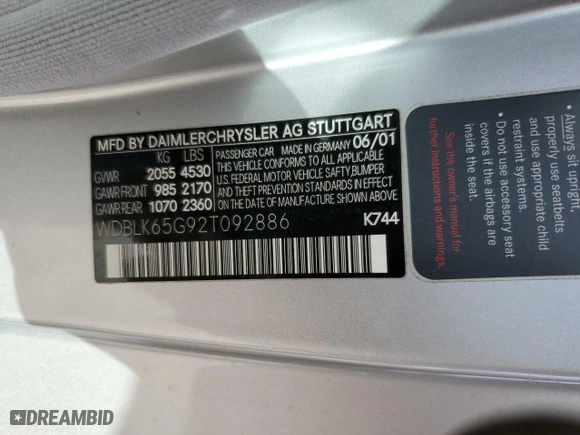 MFD BY DAIMLERCHRYSLER AG STUTTGART
KG LBS
GVWR 2055 4530
GAWR FRONT 985 2170
GAWR REAR 1070 2360
PASSENGER CAR MADE IN GERMANY 06/01
THIS VEHICLE CONFORMS TO ALL APPLICABLE
U.S. FEDERAL MOTOR VEHICLE SAFTY,BUMPER
AND THEFT PREVENTION STANDARDS IN EFFECT
ON THE DATE OF MANUFACTURE SHOWN ABOVE
WDBLK65G92T092886
K744
• Always wear seat belts
properly use seatbelts
and use appropriate child
restraint systems.
• Do not use accessory seat
covers if the airbags are
inside the seat.
See the owner's manual for
further instructions and warnings.
DREAMBID